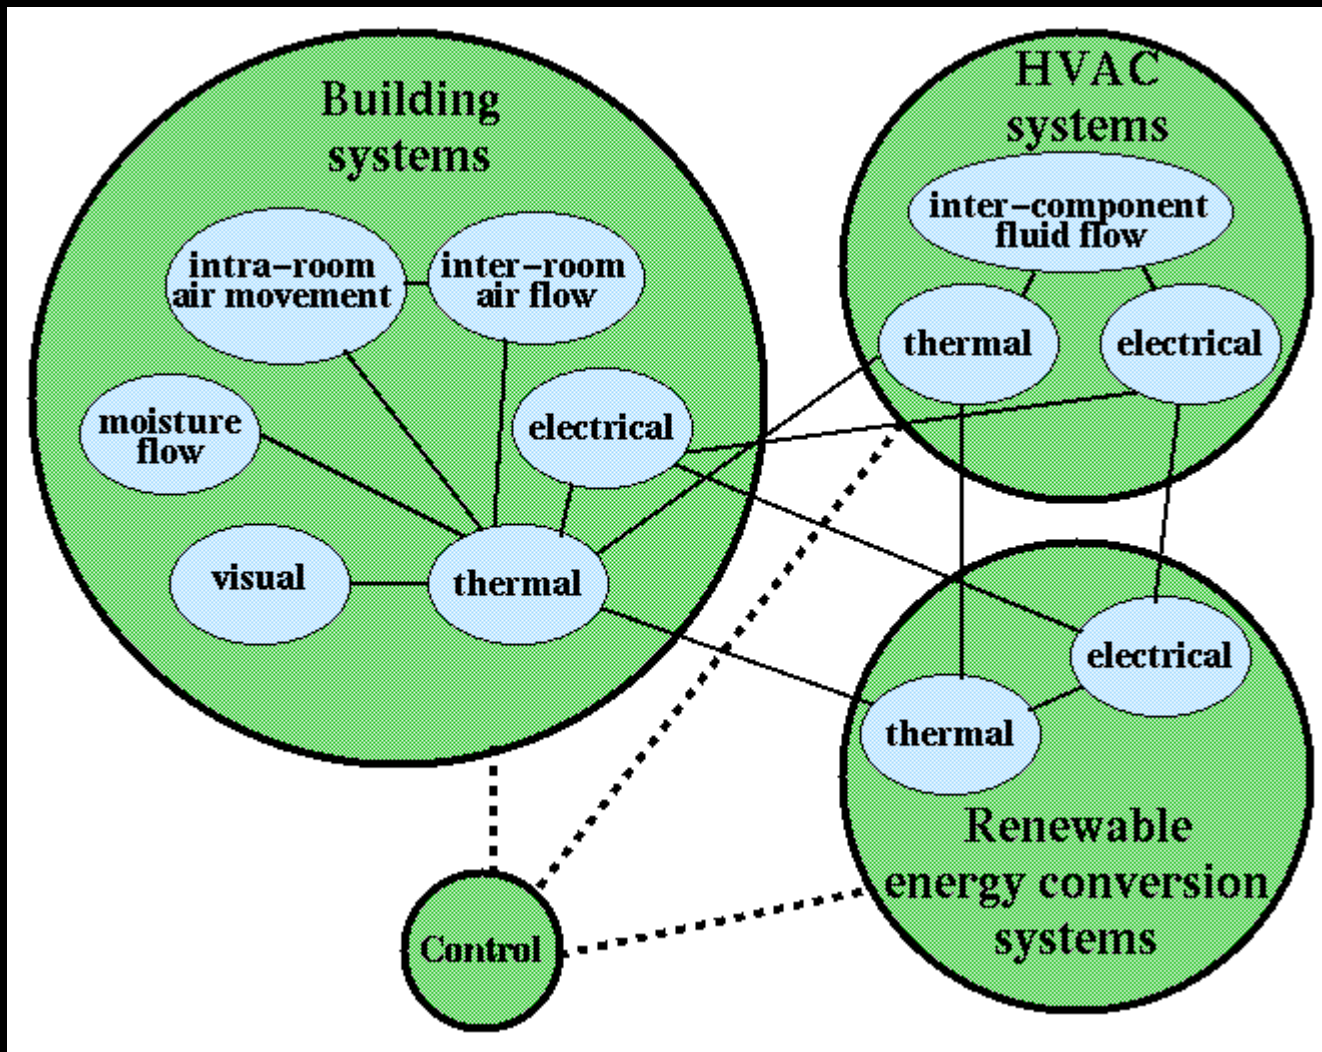 Building
systems
intra-room
air movement
inter-room
air flow
moisture
flow
electrical
visual
thermal
HVAC
systems
inter-component
fluid flow
thermal
electrical
electrical
thermal
Renewable
energy conversion
systems
Control